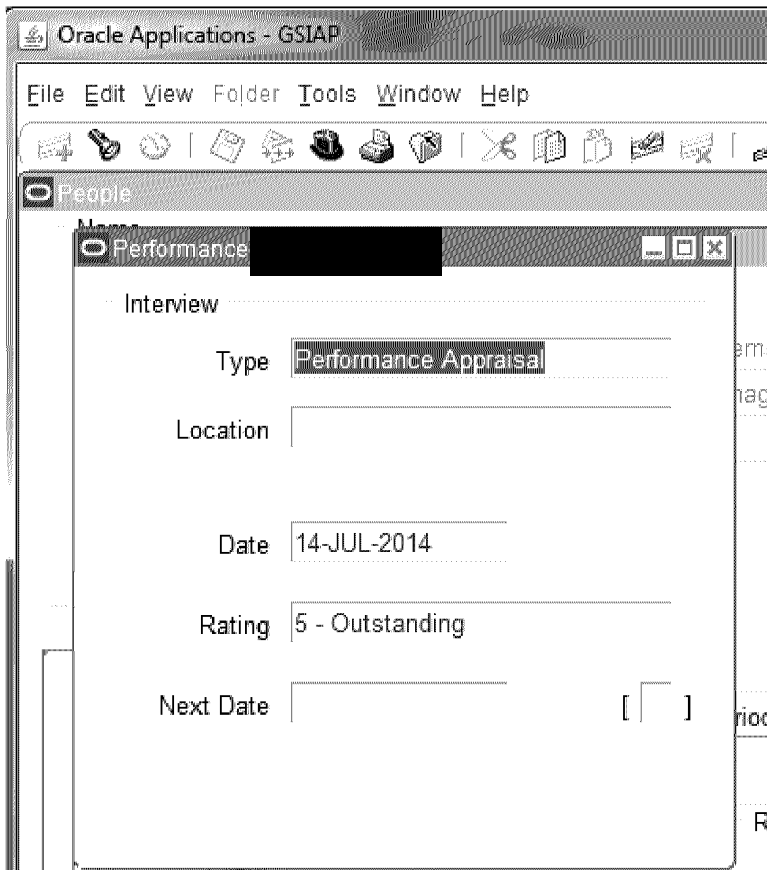 Oracle Applications - GSIAP
File Edit View Folder Tools Window Help
People
Name
Performance
Interview
Type Performance Appraisal
Location
Date 14-JUL-2014
Rating 5 - Outstanding
Next Date [ ]